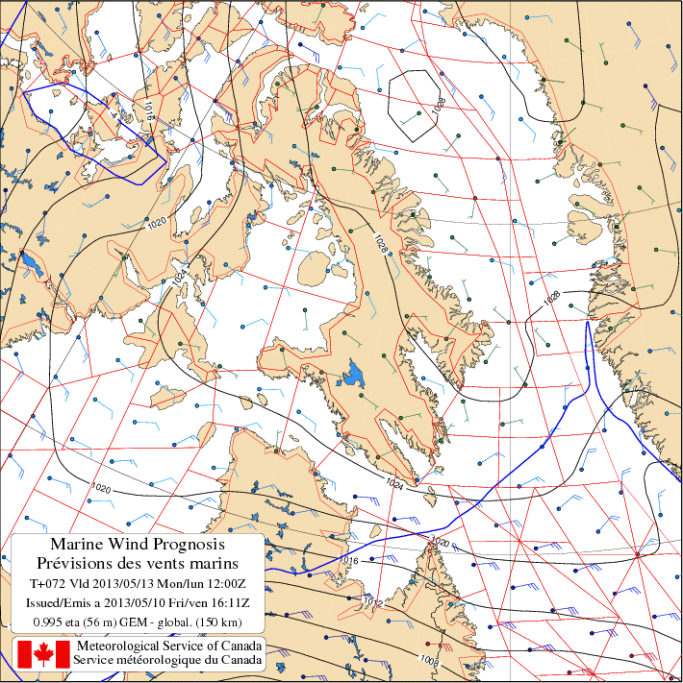 1016
1028
1020
1028
1024
1028
1020
1024
1020
1016
1012
1008
Marine Wind Prognosis
Prévisions des vents marins
T+072 Vld 2013/05/13 Mon/lun 12:00Z
Issued/Emis a 2013/05/10 Fri/ven 16:11Z
0.995 eta (56 m) GEM - global. (150 km)
Meteorological Service of Canada
Service météorologique du Canada